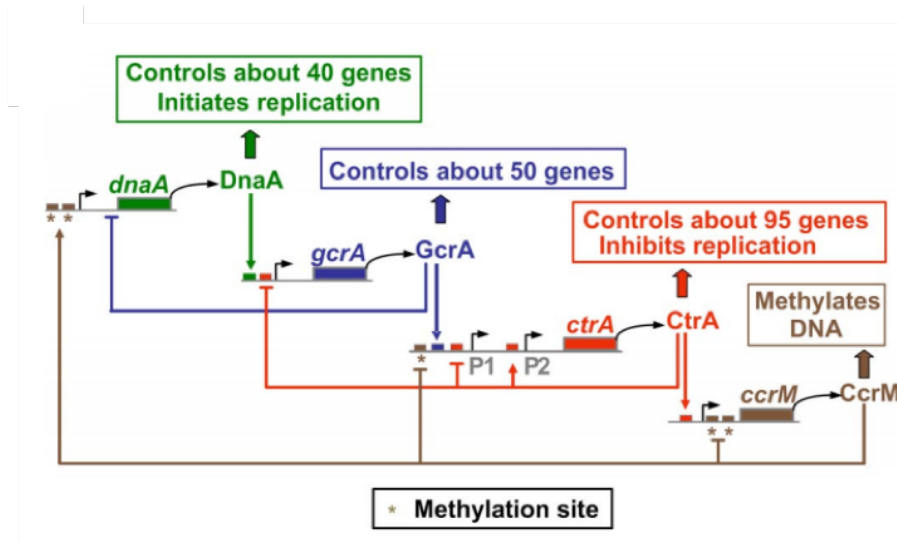 Controls about 40 genes
Initiates replication
dnaA
DnaA
Controls about 50 genes
* *
gcrA
GcrA
Controls about 95 genes
Inhibits replication
ctrA
CtrA
Methylates
DNA
*
P1
P2
ccrM
CcrM
* *
* Methylation site